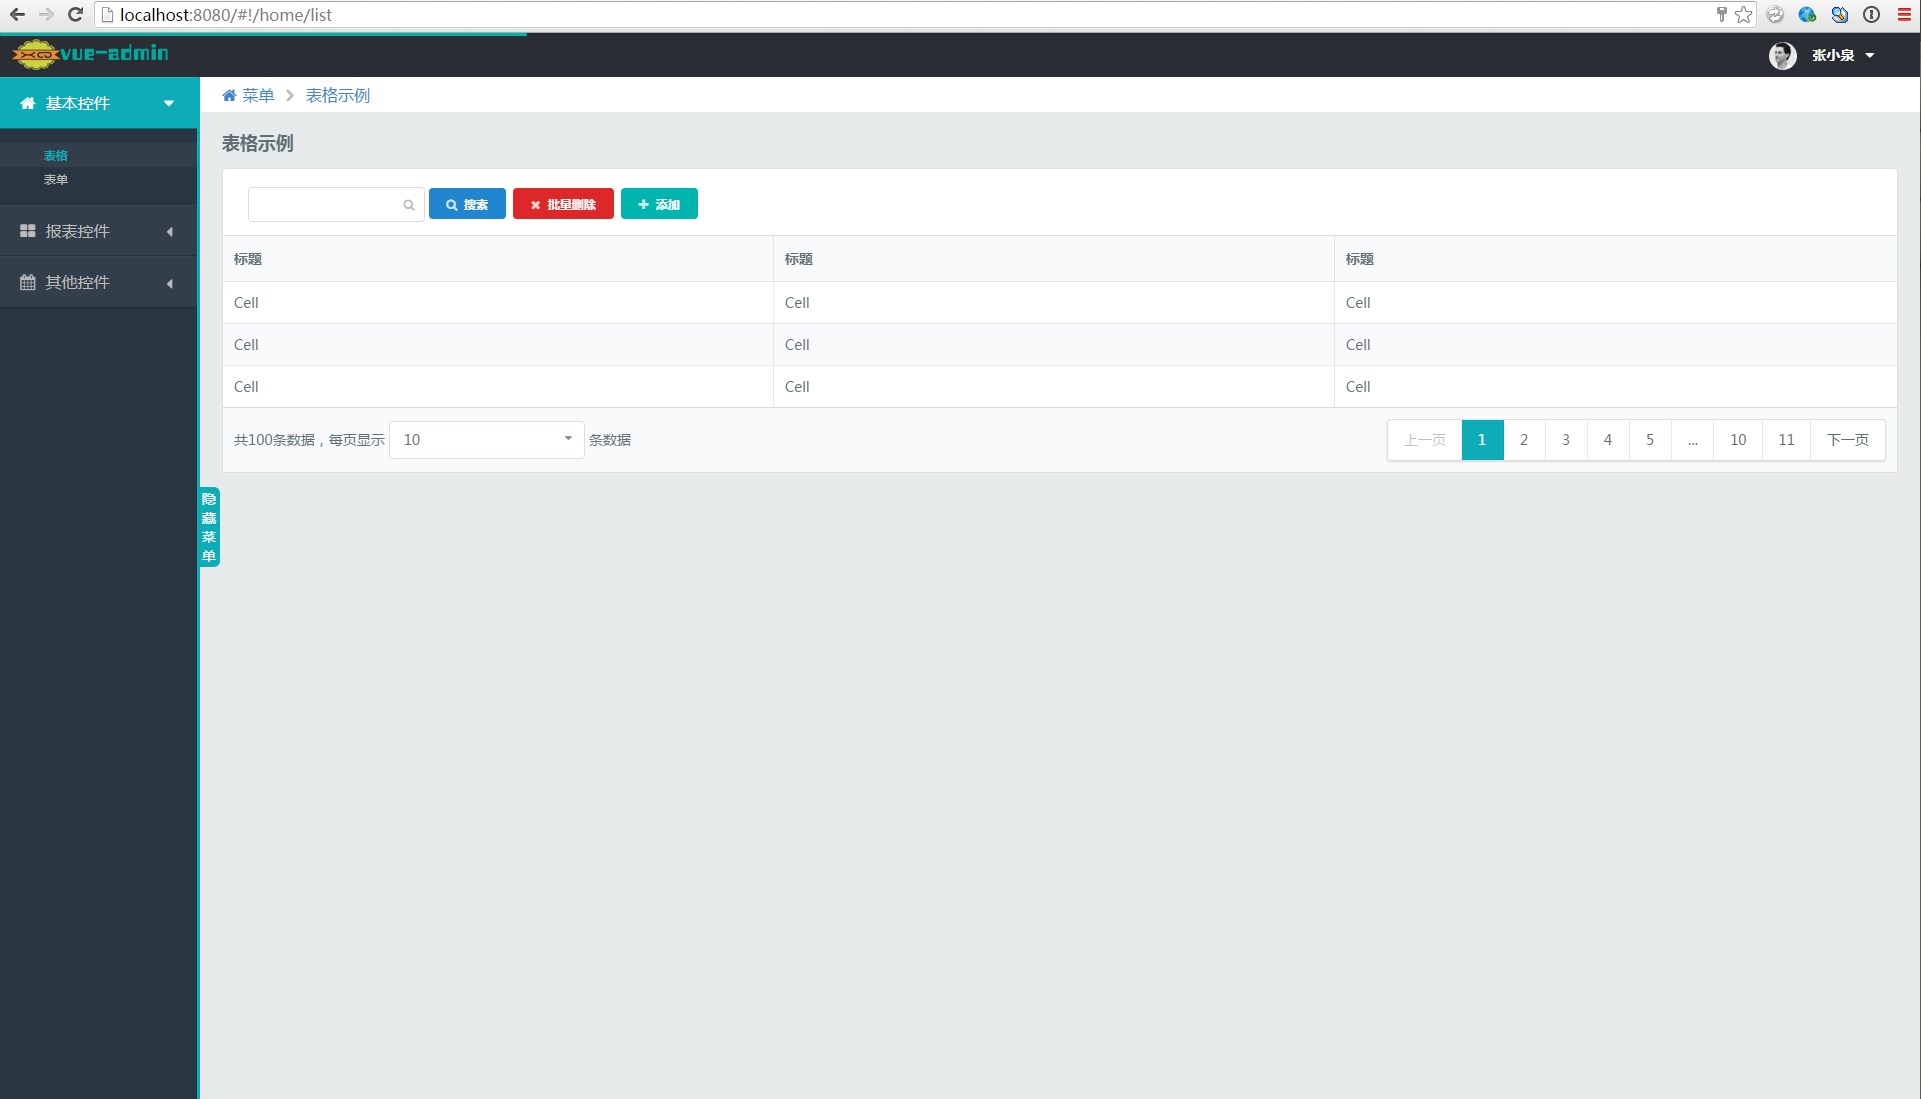 localhost:8080/#!/home/list
vue-admin
张小泉
基本控件
表格
表单
报表控件
其他控件
隐藏菜单
菜单 表格示例
表格示例
搜索 批量删除 添加
标题 标题 标题
Cell Cell Cell
Cell Cell Cell
Cell Cell Cell
共100条数据，每页显示 10 条数据
上一页 1 2 3 4 5 ... 10 11 下一页